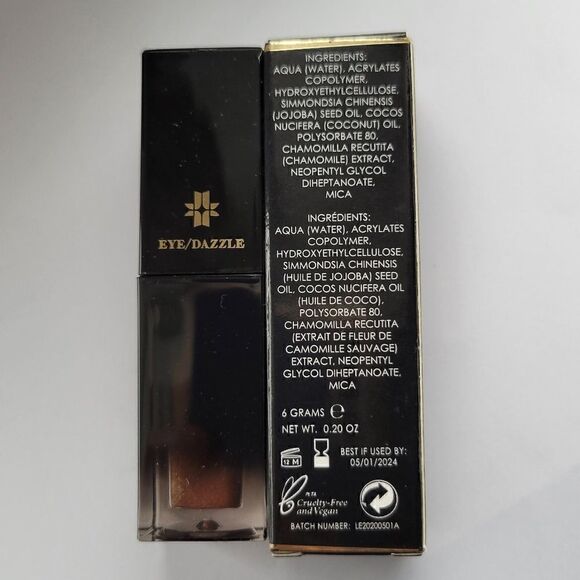 EYE/DAZZLE
INGREDIENTS:
AQUA (WATER), ACRYLATES
COPOLYMER,
HYDROXYETHYLCELLULOSE,
SIMMONDSIA CHINENSIS
(JOJOBA) SEED OIL, COCOS
NUCIFERA (COCONUT) OIL,
POLYSORBATE 80,
CHAMOMILLA RECUTITA
(CHAMOMILE) EXTRACT,
NEOPENTYL GLYCOL
DIHEPTANOATE,
MICA
INGRÉDIENTS:
AQUA (WATER), ACRYLATES
COPOLYMER,
HYDROXYETHYLCELLULOSE,
SIMMONDSIA CHINENSIS
(HUILE DE JOJOBA) SEED
OIL, COCOS NUCIFERA OIL
(HUILE DE COCO),
POLYSORBATE 80,
CHAMOMILLA RECUTITA
(EXTRAIT DE FLEUR DE
CAMOMILLE SAUVAGE)
EXTRACT, NEOPENTYL
GLYCOL DIHEPTANOATE,
MICA
6 GRAMS ℮
NET WT. 0.20 OZ
12 M
BEST IF USED BY:
05/01/2024
Cruelty-Free
and Vegan
BATCH NUMBER: LE20200501A